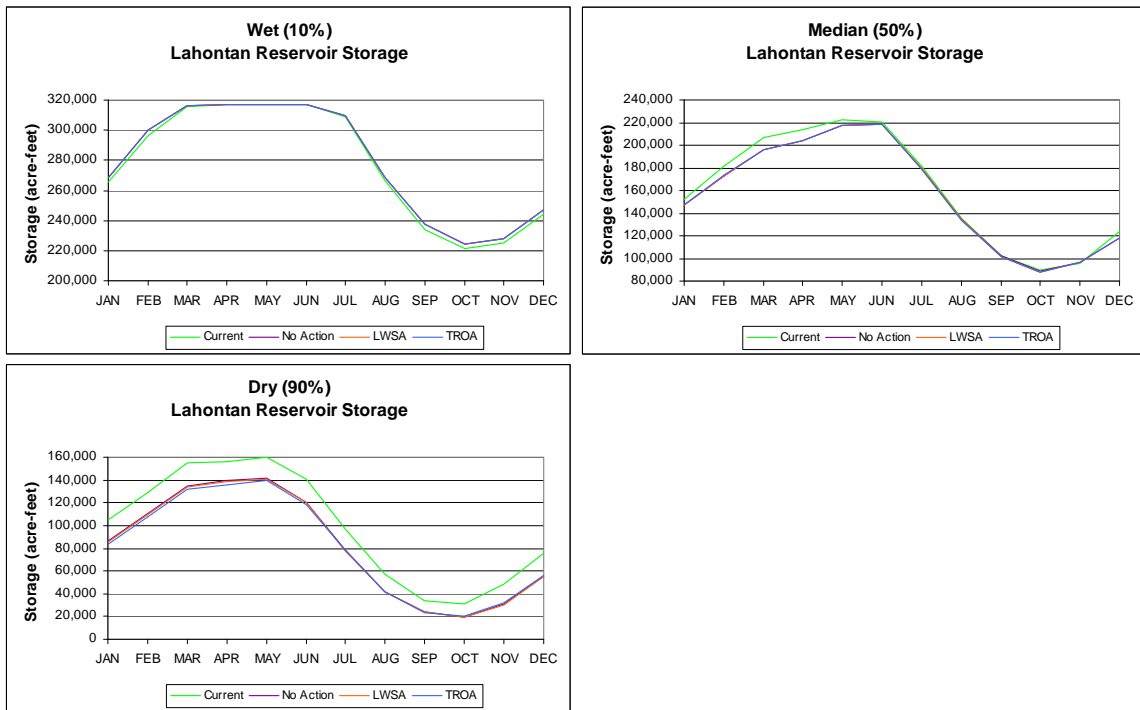 Wet (10%)
Lahontan Reservoir Storage
Storage (acre-feet)
320,000
300,000
280,000
260,000
240,000
220,000
200,000
JAN FEB MAR APR MAY JUN JUL AUG SEP OCT NOV DEC
Current No Action LWSA TROA
Median (50%)
Lahontan Reservoir Storage
Storage (acre-feet)
240,000
220,000
200,000
180,000
160,000
140,000
120,000
100,000
80,000
JAN FEB MAR APR MAY JUN JUL AUG SEP OCT NOV DEC
Current No Action LWSA TROA
Dry (90%)
Lahontan Reservoir Storage
Storage (acre-feet)
160,000
140,000
120,000
100,000
80,000
60,000
40,000
20,000
0
JAN FEB MAR APR MAY JUN JUL AUG SEP OCT NOV DEC
Current No Action LWSA TROA